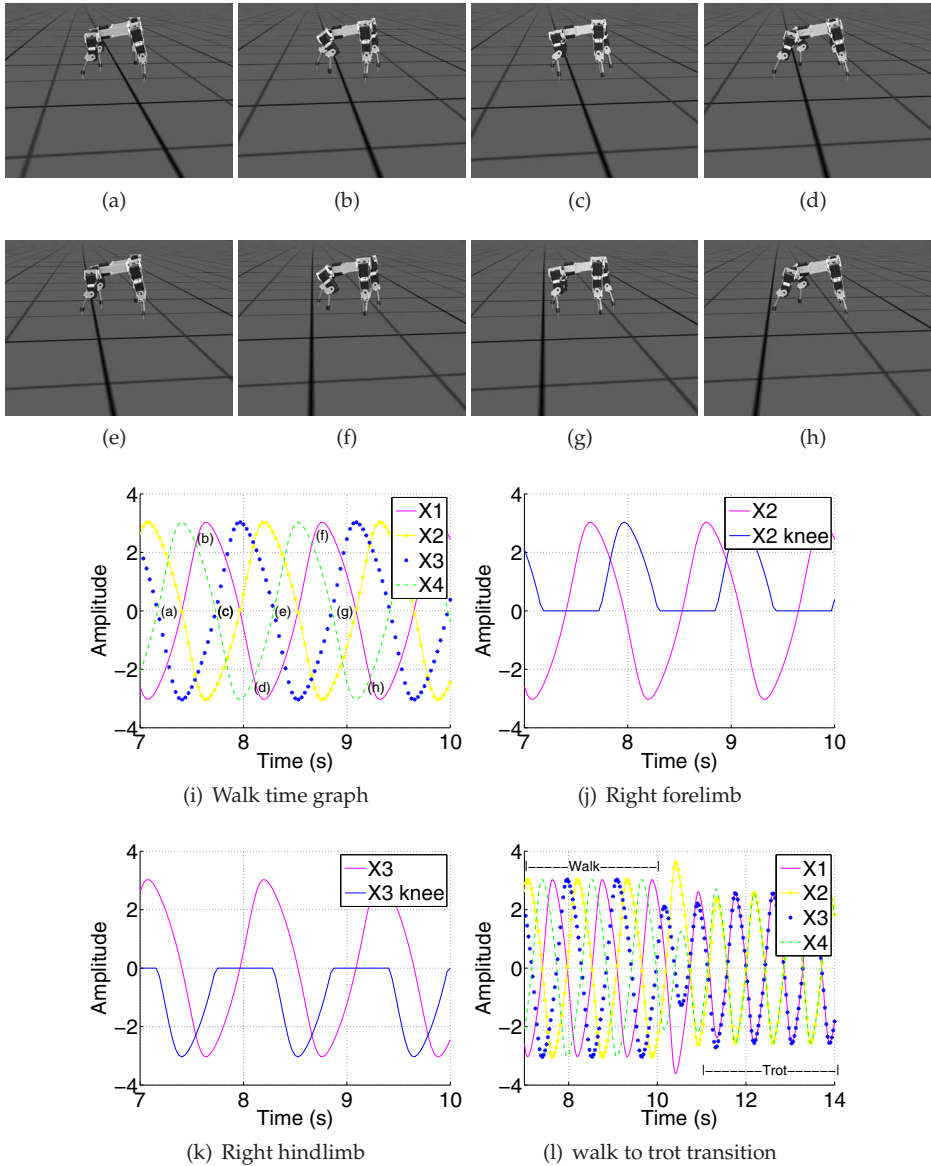 (a)
(b)
(c)
(d)
(e)
(f)
(g)
(h)
4
2
0
−2
−4
Amplitude
7
8
9
10
Time (s)
X1
X2
X3
X4
(a)
(b)
(c)
(d)
(e)
(f)
(g)
(h)
(i) Walk time graph
4
2
0
−2
−4
Amplitude
7
8
9
10
Time (s)
X2
X2 knee
(j) Right forelimb
4
2
0
−2
−4
Amplitude
7
8
9
10
Time (s)
X3
X3 knee
(k) Right hindlimb
4
2
0
−2
−4
Amplitude
8
10
12
14
Time (s)
|−−−−−Walk−−−−−−−|
X1
X2
X3
X4
|−−−−−−−Trot−−−−−−|
(l) walk to trot transition